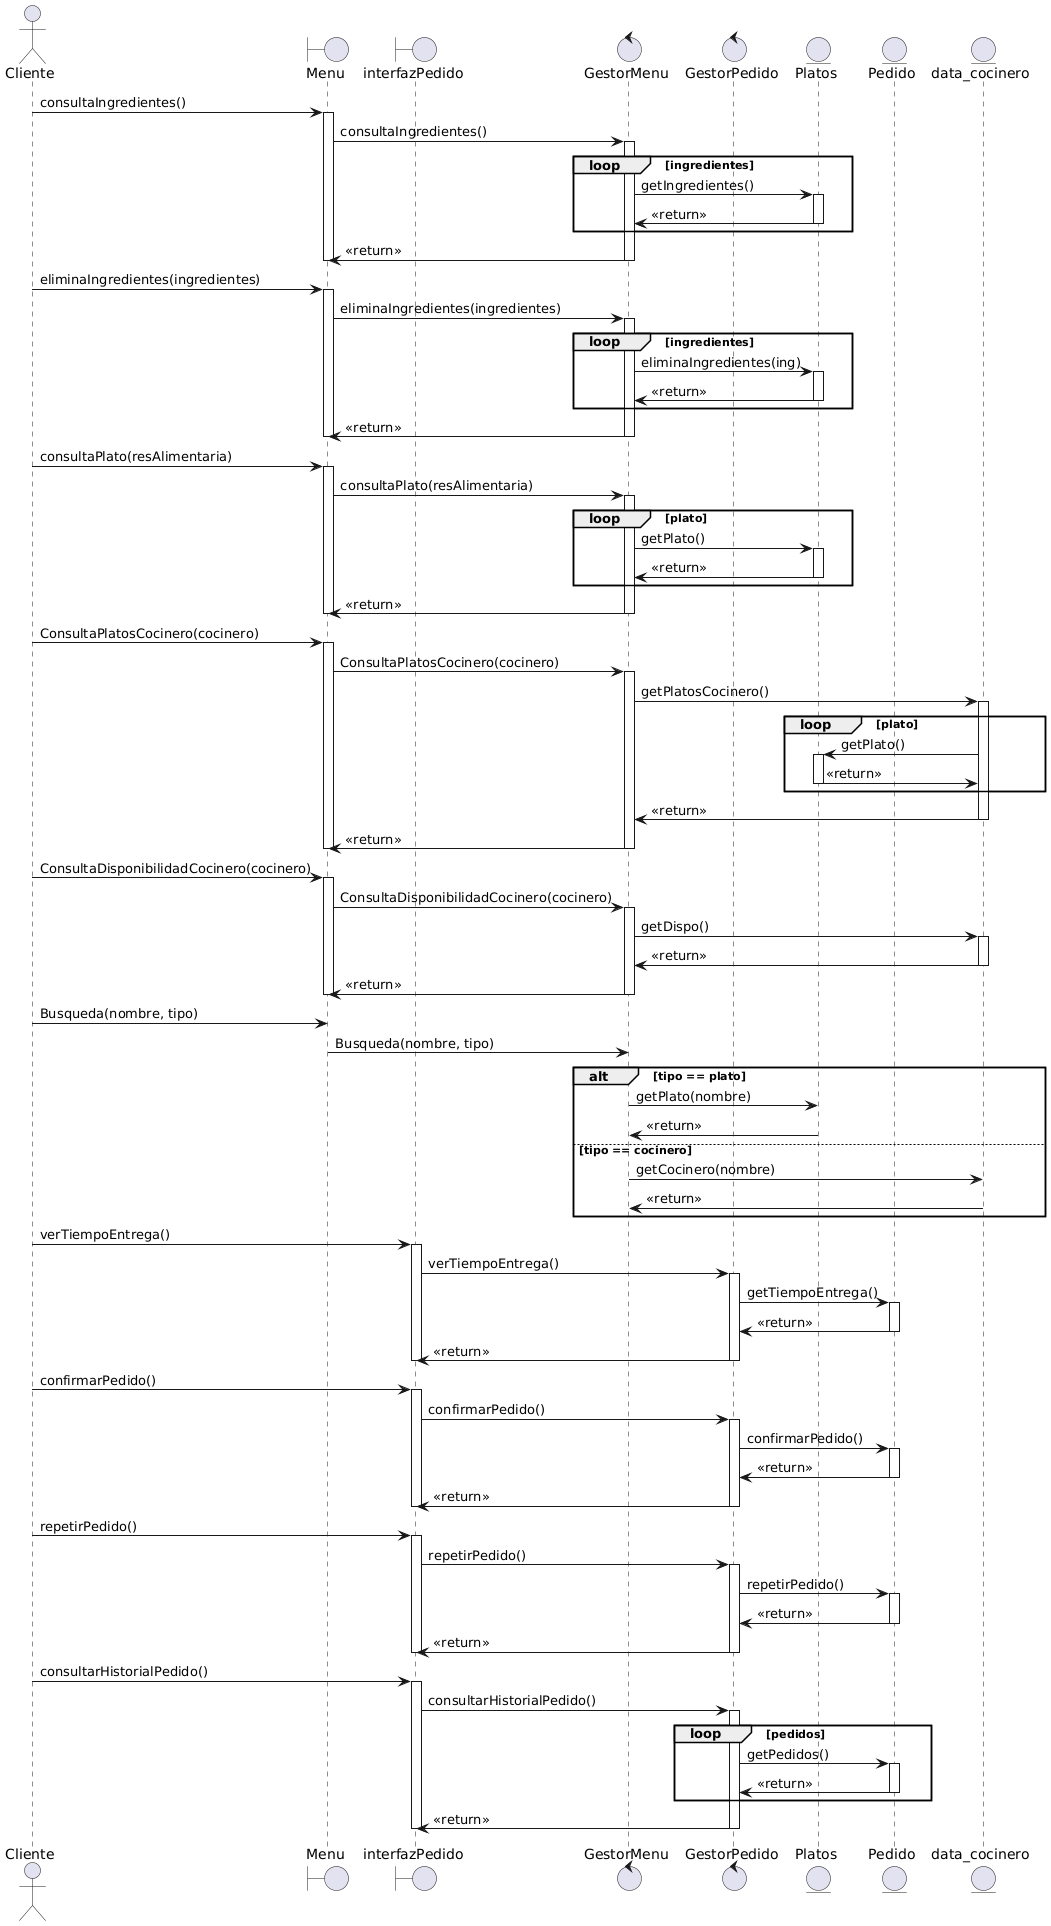 Cliente
Menu
interfazPedido
GestorMenu
GestorPedido
Platos
Pedido
data_cocinero
consultaIngredientes()
consultaIngredientes()
loop [ingredientes]
getIngredientes()
«return»
«return»
eliminaIngredientes(ingredientes)
eliminaIngredientes(ingredientes)
loop [ingredientes]
eliminaIngredientes(ing)
«return»
«return»
consultaPlato(resAlimentaria)
consultaPlato(resAlimentaria)
loop [plato]
getPlato()
«return»
«return»
ConsultaPlatosCocinero(cocinero)
ConsultaPlatosCocinero(cocinero)
getPlatosCocinero()
loop [plato]
getPlato()
«return»
«return»
«return»
ConsultaDisponibilidadCocinero(cocinero)
ConsultaDisponibilidadCocinero(cocinero)
getDispo()
«return»
«return»
Busqueda(nombre, tipo)
Busqueda(nombre, tipo)
alt [tipo == plato]
getPlato(nombre)
«return»
[tipo == cocinero]
getCocinero(nombre)
«return»
verTiempoEntrega()
verTiempoEntrega()
getTiempoEntrega()
«return»
«return»
confirmarPedido()
confirmarPedido()
confirmarPedido()
«return»
«return»
repetirPedido()
repetirPedido()
repetirPedido()
«return»
«return»
consultarHistorialPedido()
consultarHistorialPedido()
loop [pedidos]
getPedidos()
«return»
«return»
Cliente
Menu
interfazPedido
GestorMenu
GestorPedido
Platos
Pedido
data_cocinero